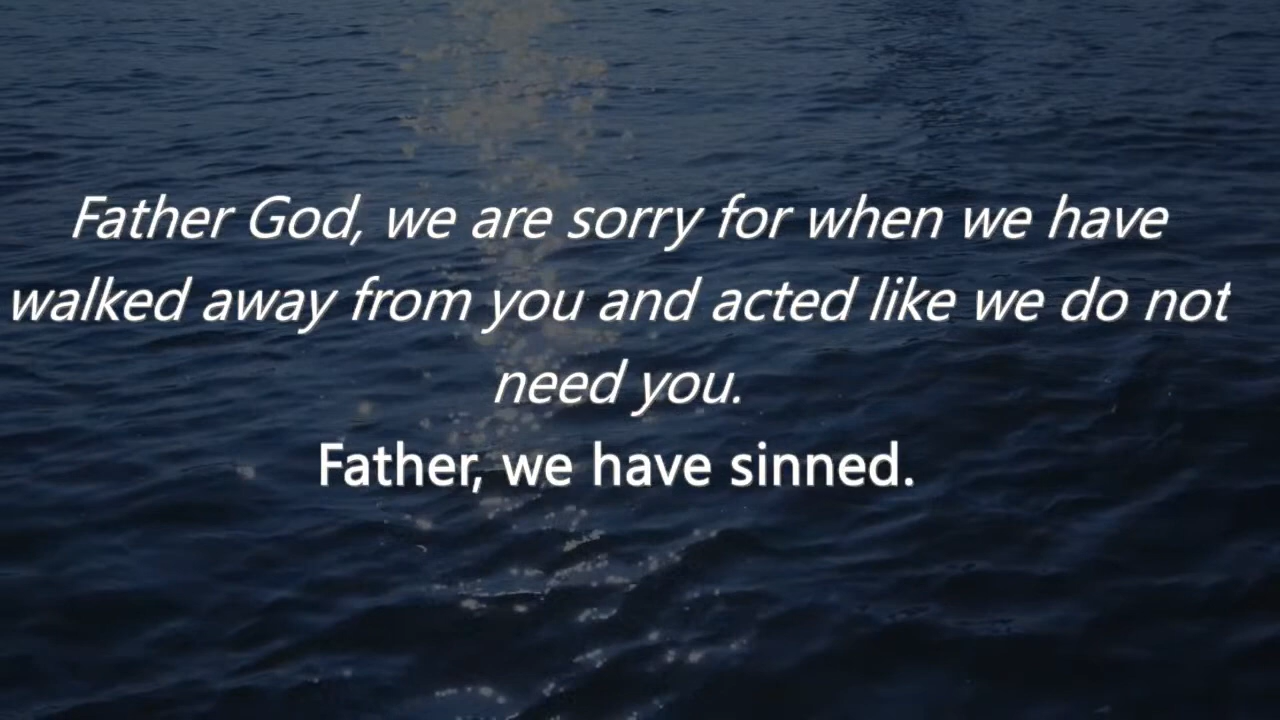 Father God, we are sorry for when we have
walked away from you and acted like we do not
need you.
Father, we have sinned.